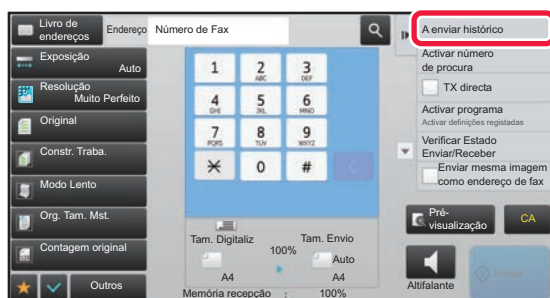 Livro de
endereços
Endereço
Número de Fax
Exposição
Auto
Resolução
Muito Perfeito
Original
Constr. Traba.
Modo Lento
Org. Tam. Mst.
Contagem original
Outros
1
2
ABC
3
DEF
4
GHI
5
JKL
6
MNO
7
PQRS
8
TUV
9
WXYZ
0
#
Tam. Digitaliz
100%
Tam. Envio
Auto
A4
A4
Memória recepção : 100%
A enviar histórico
Activar número
de procura
TX directa
Activar programa
Activar definições registadas
Verificar Estado
Enviar/Receber
Enviar mesma imagem
como endereço de fax
Pré-
visualização
CA
Altifalante
Iniciar